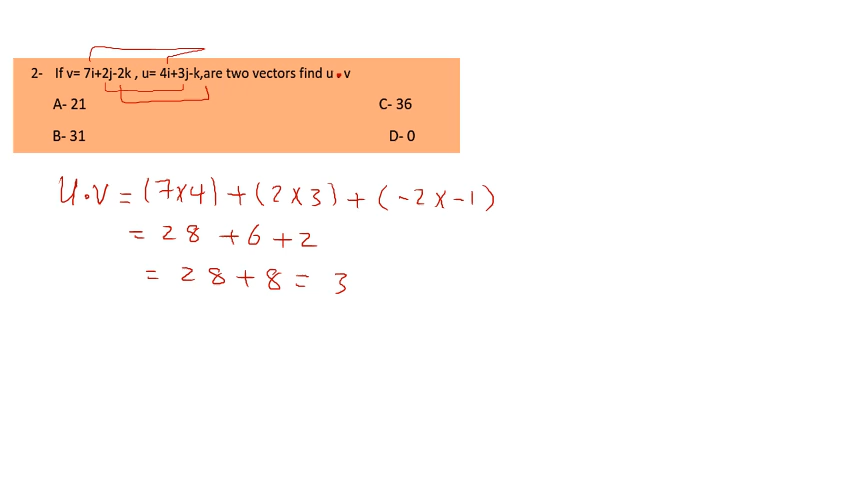 2- If v= 7i+2j-2k , u= 4i+3j-k,are two vectors find u . v
A- 21 C- 36
B- 31 D- 0
u . v = (7×4) + (2×3) + (-2×-1)
= 28 + 6 + 2
= 28 + 8 = 3